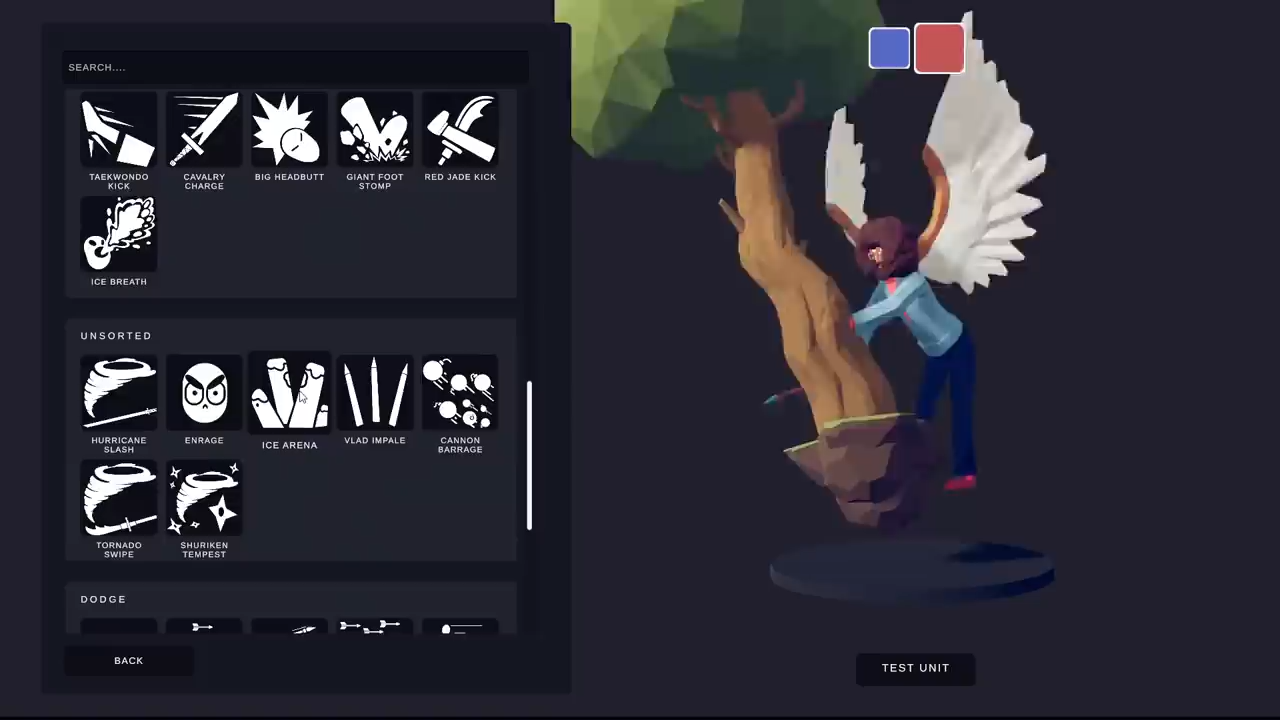 SEARCH....
TAEKWONDO
KICK
CAVALRY
CHARGE
BIG HEADBUTT
GIANT FOOT
STOMP
RED JADE KICK
ICE BREATH
UNSORTED
HURRICANE
SLASH
ENRAGE
ICE ARENA
VLAD IMPALE
CANNON
BARRAGE
TORNADO
SWIPE
SHURIKEN
TEMPEST
DODGE
BACK
TEST UNIT